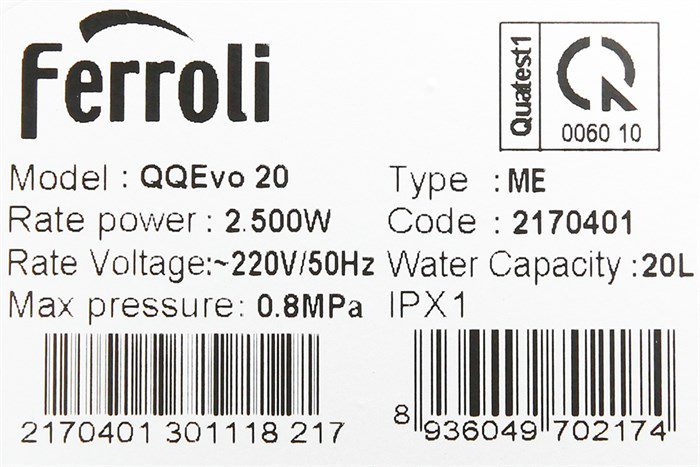 Ferroli
Quatest1
0060 10
Model : QQEvo 20
Type : ME
Rate power : 2.500W
Code : 2170401
Rate Voltage:~220V/50Hz
Water Capacity :20L
Max pressure: 0.8MPa
IPX1
2170401 301118 217
8 936049 702174